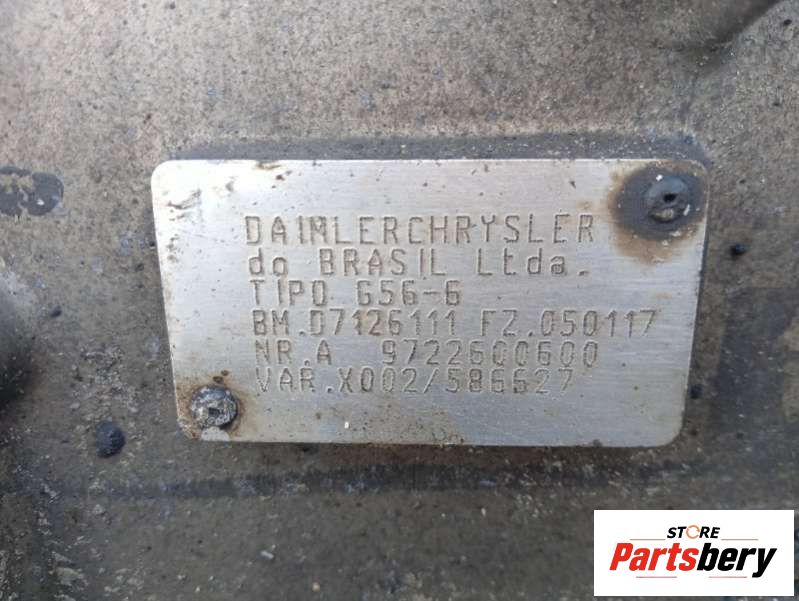 DAIMLERCHRYSLER
do BRASIL Ltda.
TIPO G56-6
BM.D7126111 FZ.050117
NR.A 9722600600
VAR.X002/586627
STORE
Partsbery